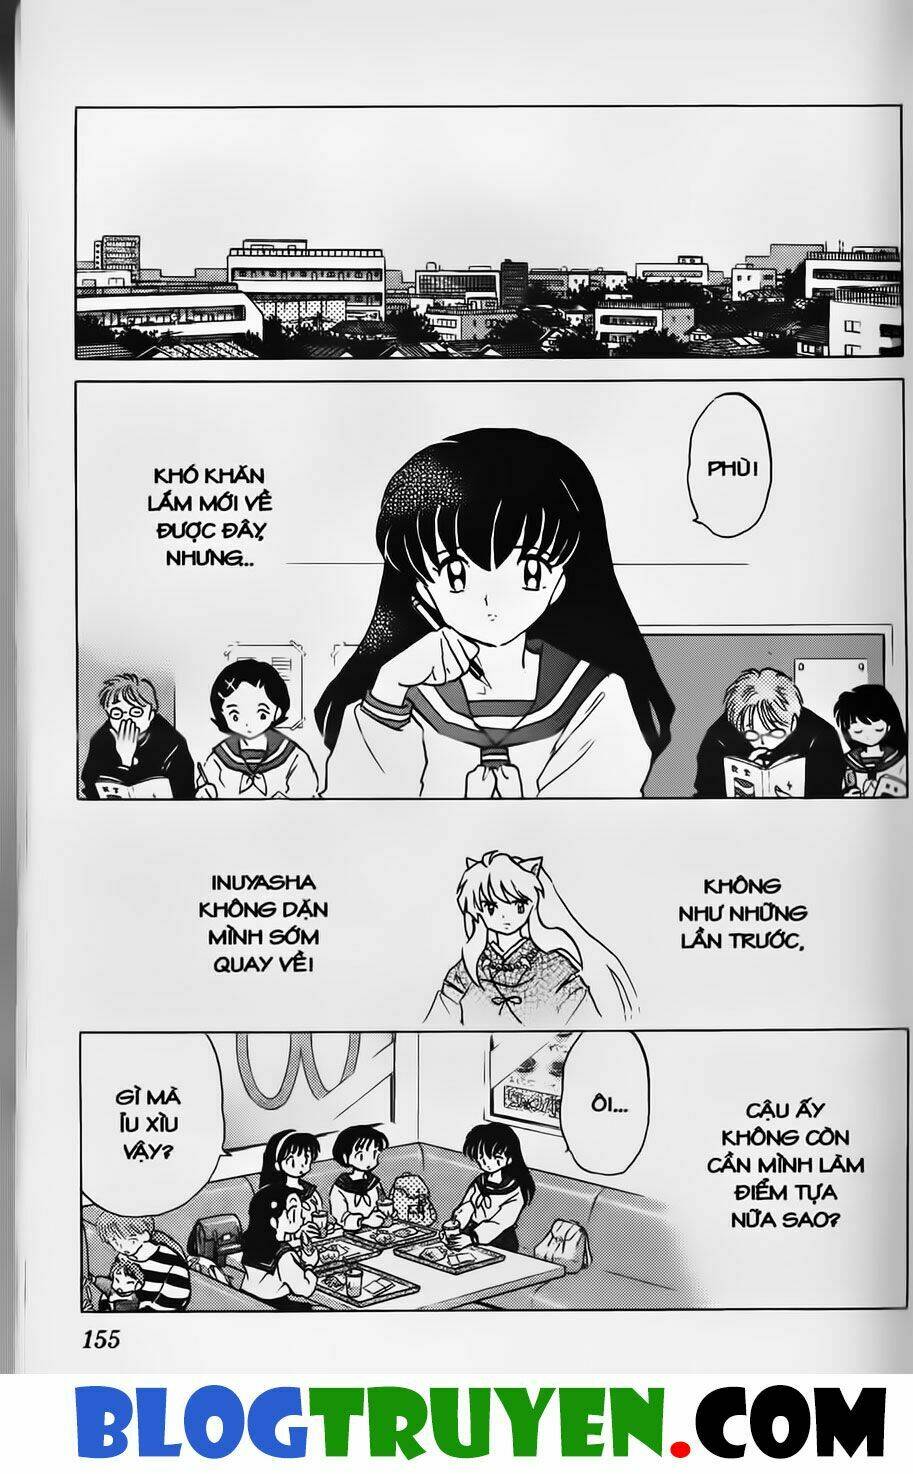 PHÙ!
KHÓ KHĂN
LẮM MỚI VỀ
ĐƯỢC ĐÂY,
NHƯNG...
KHÔNG
NHƯ NHỮNG
LẦN TRƯỚC,
INUYASHA
KHÔNG DẶN
MÌNH SỚM
QUAY VỀ!
CẬU ẤY
KHÔNG CÒN
CẦN MÌNH LÀM
ĐIỂM TỰA
NỮA SAO?
ÔI...
GÌ MÀ
ỈU XÌU
VẬY?
155
BLOGTRUYEN.COM